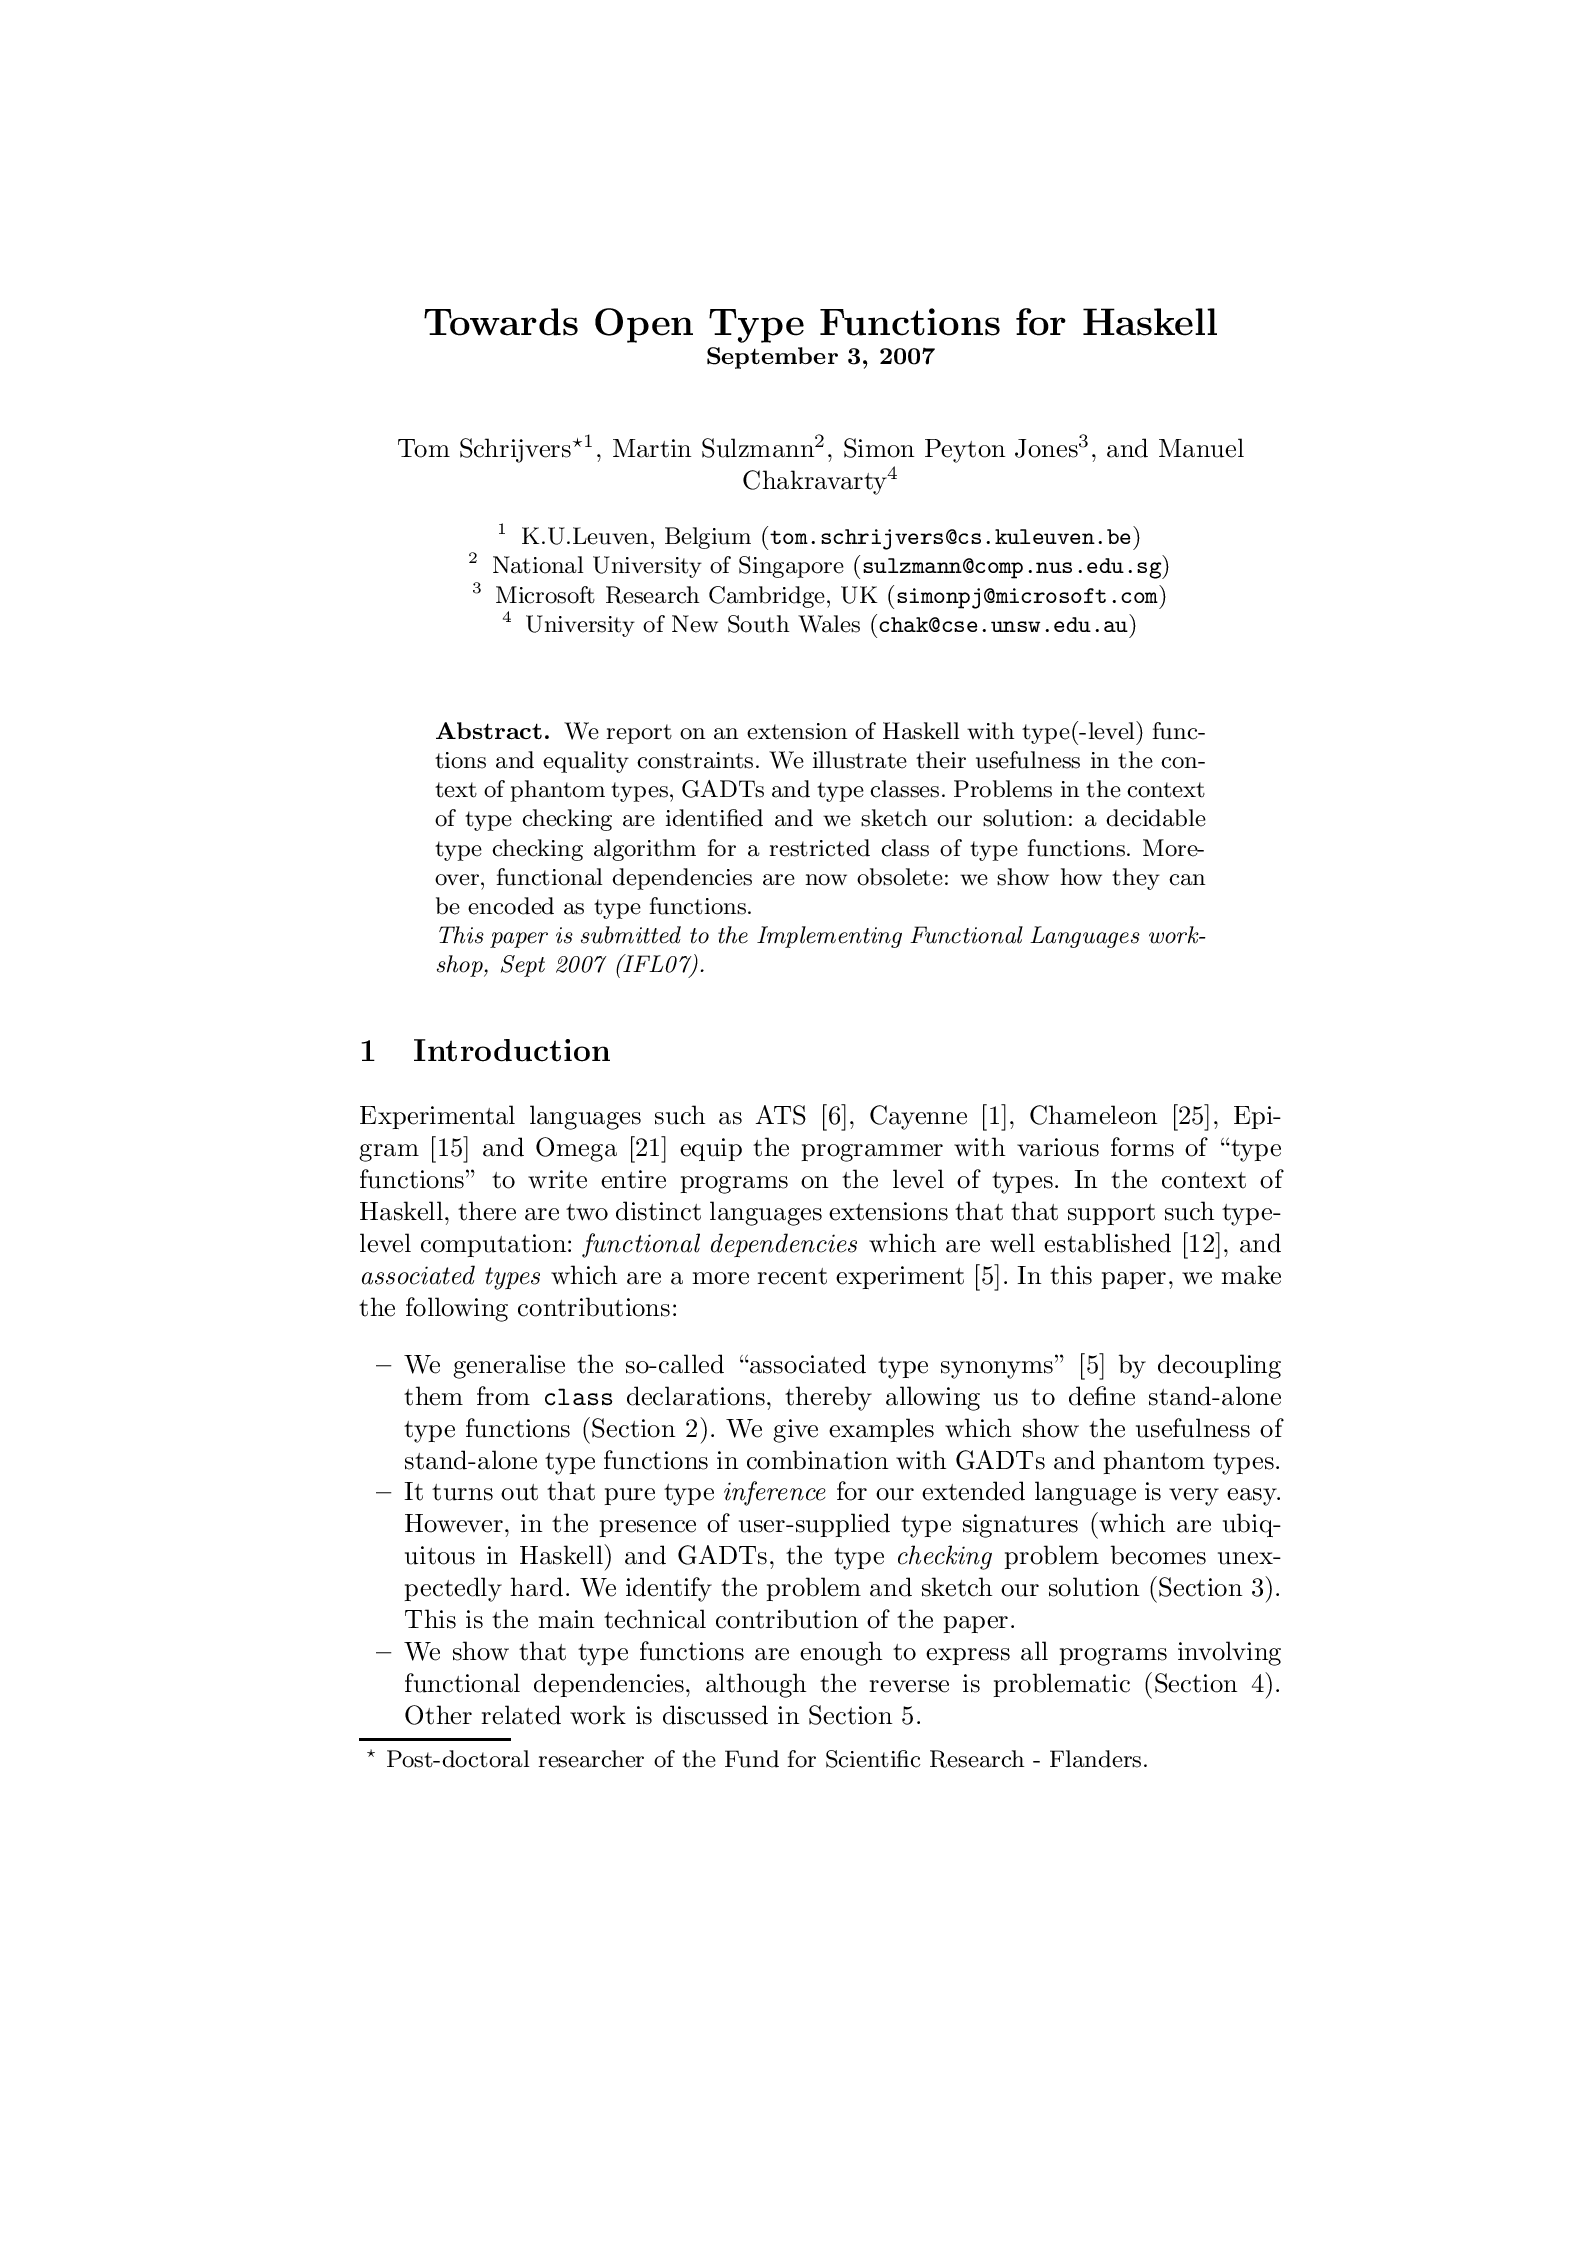 Towards Open Type Functions for Haskell
September 3, 2007
Tom Schrijvers⋆1, Martin Sulzmann2, Simon Peyton Jones3, and Manuel
Chakravarty4
1 K.U.Leuven, Belgium (tom.schrijvers@cs.kuleuven.be)
2 National University of Singapore (sulzmann@comp.nus.edu.sg)
3 Microsoft Research Cambridge, UK (simonpj@microsoft.com)
4 University of New South Wales (chak@cse.unsw.edu.au)
Abstract. We report on an extension of Haskell with type(-level) func-
tions and equality constraints. We illustrate their usefulness in the con-
text of phantom types, GADTs and type classes. Problems in the context
of type checking are identified and we sketch our solution: a decidable
type checking algorithm for a restricted class of type functions. More-
over, functional dependencies are now obsolete: we show how they can
be encoded as type functions.
This paper is submitted to the Implementing Functional Languages work-
shop, Sept 2007 (IFL07).
1 Introduction
Experimental languages such as ATS [6], Cayenne [1], Chameleon [25], Epi-
gram [15] and Omega [21] equip the programmer with various forms of “type
functions” to write entire programs on the level of types. In the context of
Haskell, there are two distinct languages extensions that that support such type-
level computation: functional dependencies which are well established [12], and
associated types which are a more recent experiment [5]. In this paper, we make
the following contributions:
– We generalise the so-called “associated type synonyms” [5] by decoupling
them from class declarations, thereby allowing us to define stand-alone
type functions (Section 2). We give examples which show the usefulness of
stand-alone type functions in combination with GADTs and phantom types.
– It turns out that pure type inference for our extended language is very easy.
However, in the presence of user-supplied type signatures (which are ubiq-
uitous in Haskell) and GADTs, the type checking problem becomes unex-
pectedly hard. We identify the problem and sketch our solution (Section 3).
This is the main technical contribution of the paper.
– We show that type functions are enough to express all programs involving
functional dependencies, although the reverse is problematic (Section 4).
Other related work is discussed in Section 5.
⋆ Post-doctoral researcher of the Fund for Scientific Research - Flanders.